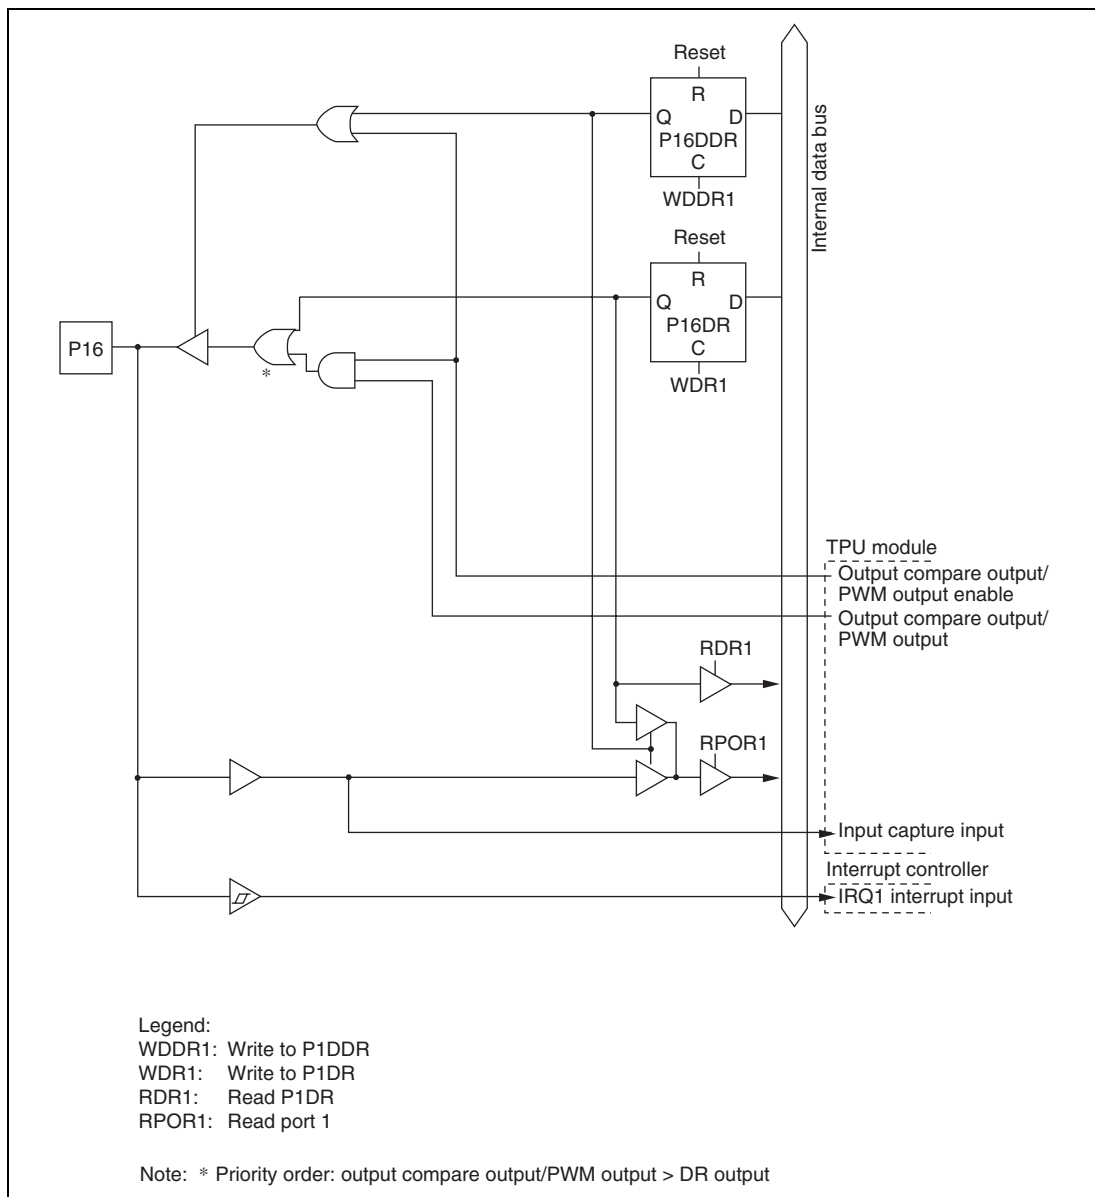 Reset
R
Q D
P16DDR
C
WDDR1
Internal data bus
Reset
R
Q D
P16DR
C
WDR1
P16
*
TPU module
Output compare output/
PWM output enable
Output compare output/
PWM output
RDR1
RPOR1
Input capture input
Interrupt controller
IRQ1 interrupt input
Legend:
WDDR1: Write to P1DDR
WDR1: Write to P1DR
RDR1: Read P1DR
RPOR1: Read port 1
Note: * Priority order: output compare output/PWM output > DR output